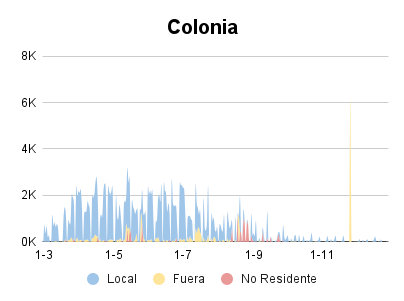 Colonia
8K
6K
4K
2K
0K
1-3 1-5 1-7 1-9 1-11
Local Fuera No Residente